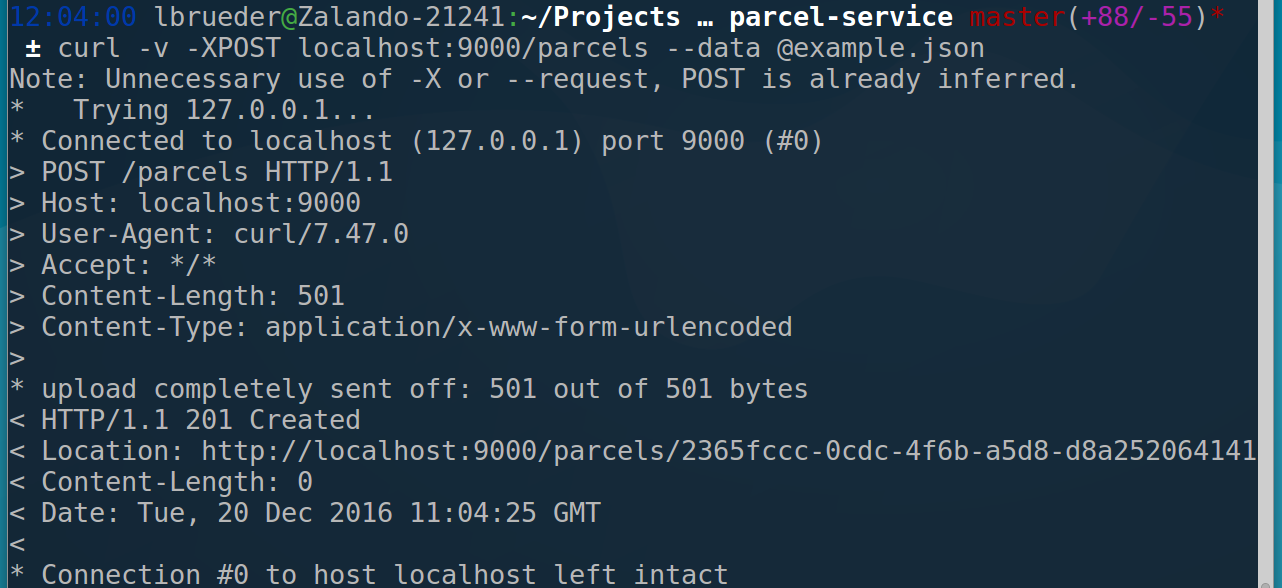 12:04:00 lbrueder@Zalando-21241:~/Projects … parcel-service master(+88/-55)*
± curl -v -XPOST localhost:9000/parcels --data @example.json
Note: Unnecessary use of -X or --request, POST is already inferred.
*   Trying 127.0.0.1...
* Connected to localhost (127.0.0.1) port 9000 (#0)
> POST /parcels HTTP/1.1
> Host: localhost:9000
> User-Agent: curl/7.47.0
> Accept: */*
> Content-Length: 501
> Content-Type: application/x-www-form-urlencoded
>
* upload completely sent off: 501 out of 501 bytes
< HTTP/1.1 201 Created
< Location: http://localhost:9000/parcels/2365fccc-0cdc-4f6b-a5d8-d8a252064141
< Content-Length: 0
< Date: Tue, 20 Dec 2016 11:04:25 GMT
<
* Connection #0 to host localhost left intact